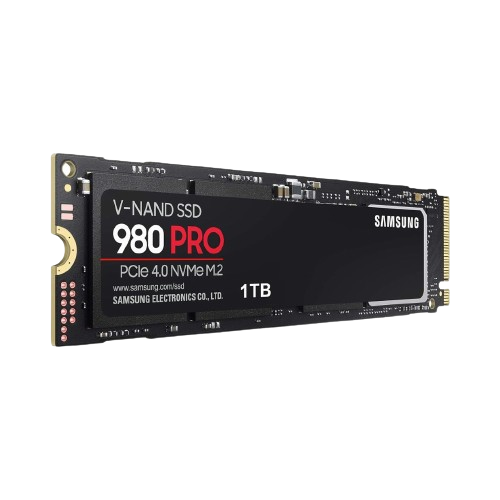 V-NAND SSD
980 PRO
PCIe 4.0 NVMe M.2
www.samsung.com/ssd
SAMSUNG ELECTRONICS CO., LTD.
1TB
SAMSUNG